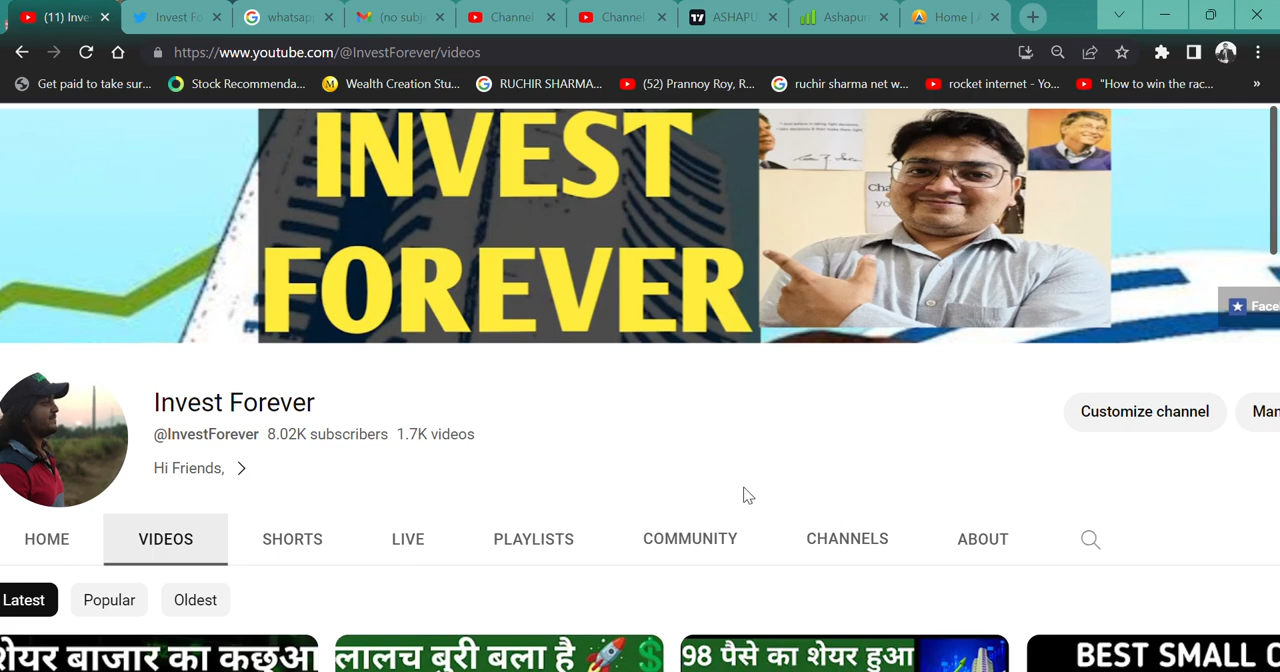 (11) Inve
Invest Fo
whatsapp
(no subj
Channel
Channel
ASHAPU
Ashapur
Home | A
https://www.youtube.com/@InvestForever/videos
Get paid to take sur...
Stock Recommenda...
Wealth Creation Stu...
RUCHIR SHARMA...
(52) Prannoy Roy, R...
ruchir sharma net w...
rocket internet - Yo...
"How to win the rac...
»
INVEST
FOREVER
Face
Invest Forever
@InvestForever 8.02K subscribers 1.7K videos
Hi Friends,
Customize channel
Man
HOME
VIDEOS
SHORTS
LIVE
PLAYLISTS
COMMUNITY
CHANNELS
ABOUT
Latest
Popular
Oldest
शेयर बाजार का कछुआ
लालच बुरी बला है
98 पैसे का शेयर हुआ
BEST SMALL C